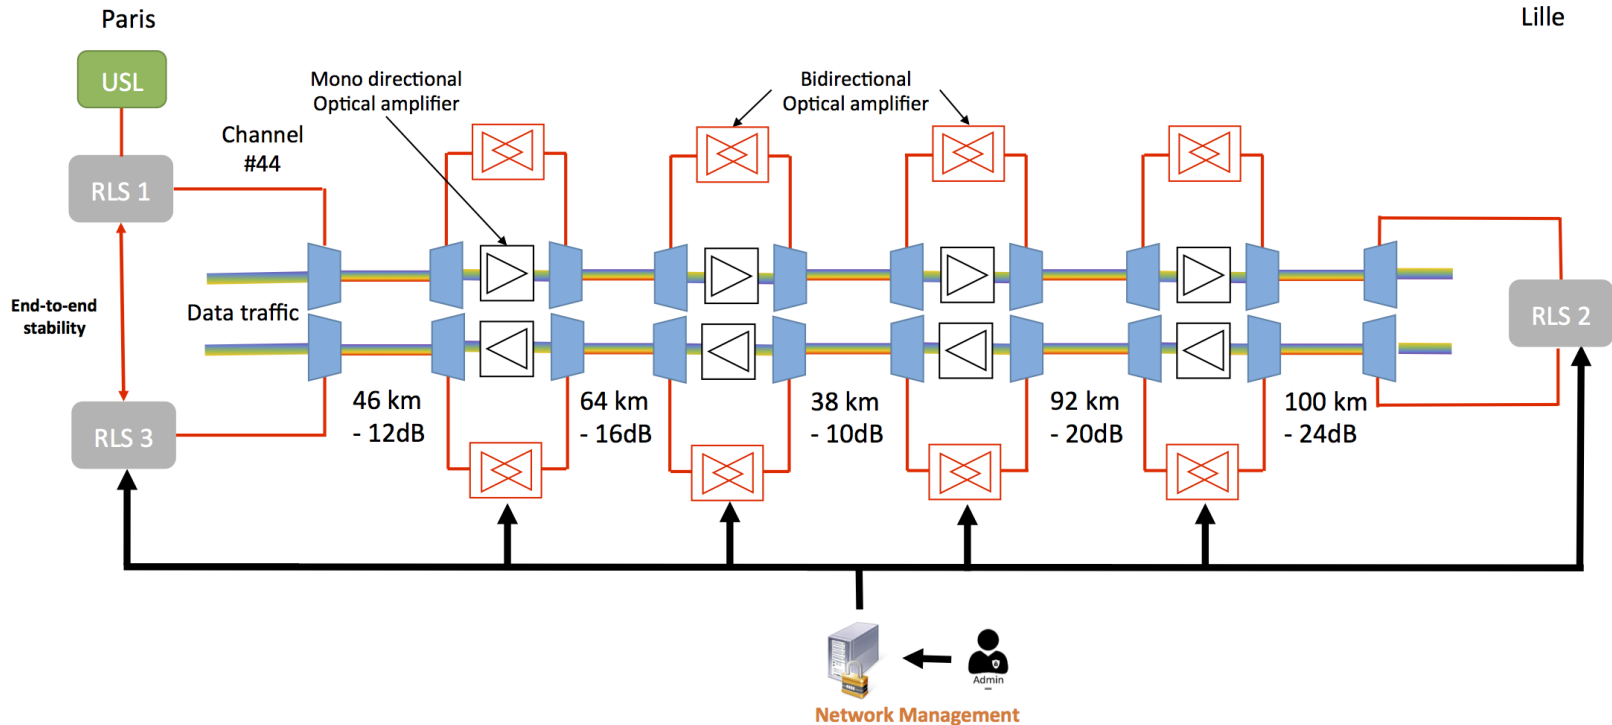 Paris
Lille
USL
Mono directional
Optical amplifier
Bidirectional
Optical amplifier
Channel
#44
RLS 1
End-to-end
stability
Data traffic
RLS 2
RLS 3
46 km
- 12dB
64 km
- 16dB
38 km
- 10dB
92 km
- 20dB
100 km
- 24dB
Admin
Network Management